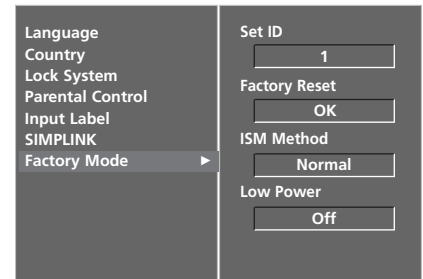 Language
Country
Lock System
Parental Control
Input Label
SIMPLINK
Factory Mode ►
Set ID
1
Factory Reset
OK
ISM Method
Normal
Low Power
Off